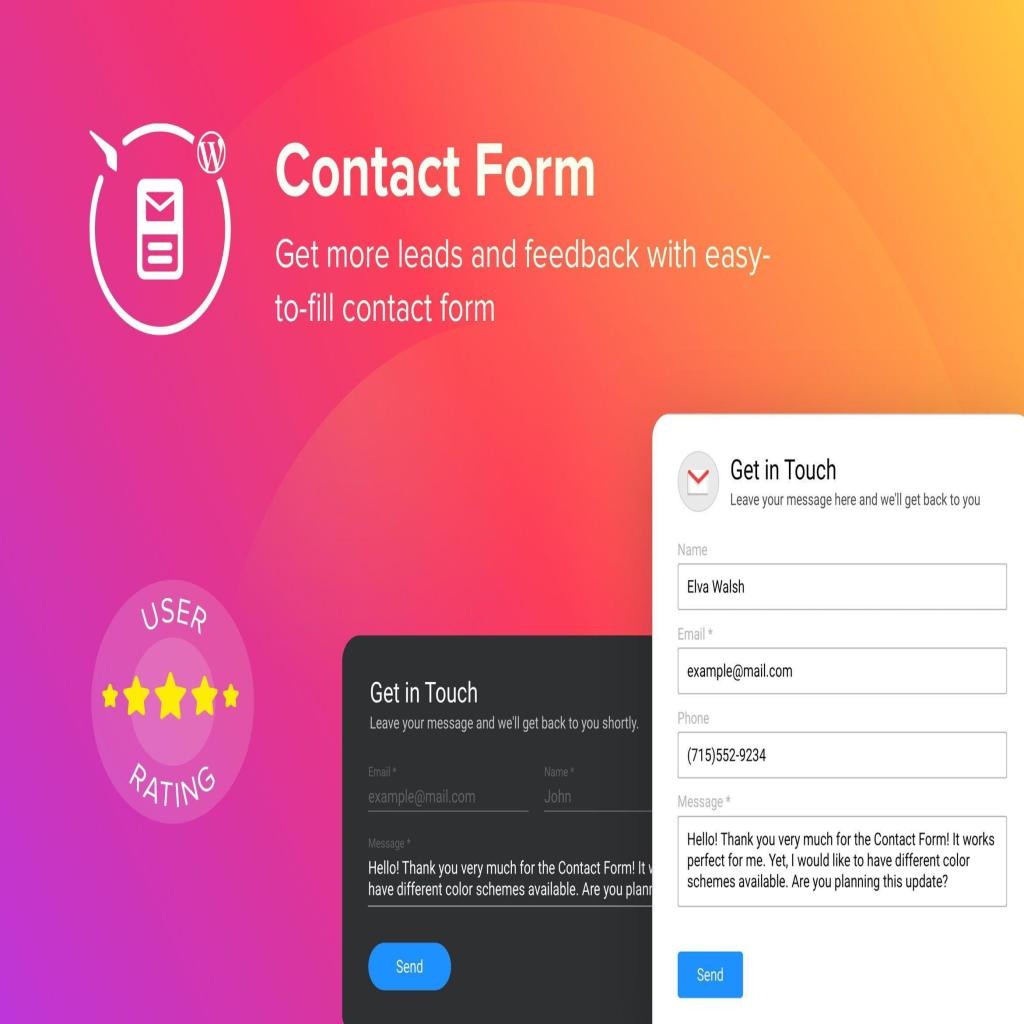 W
Contact Form
Get more leads and feedback with easy-
to-fill contact form
USER
RATING
Get in Touch
Leave your message and we'll get back to you shortly.
Email *
Name *
example@mail.com
John
Message *
Hello! Thank you very much for the Contact Form! It
have different color schemes available. Are you
Send
Get in Touch
Leave your message here and we'll get back to you
Name
Elva Walsh
Email *
example@mail.com
Phone
(715)552-9234
Message *
Hello! Thank you very much for the Contact Form! It works
perfect for me. Yet, I would like to have different color
schemes available. Are you planning this update?
Send